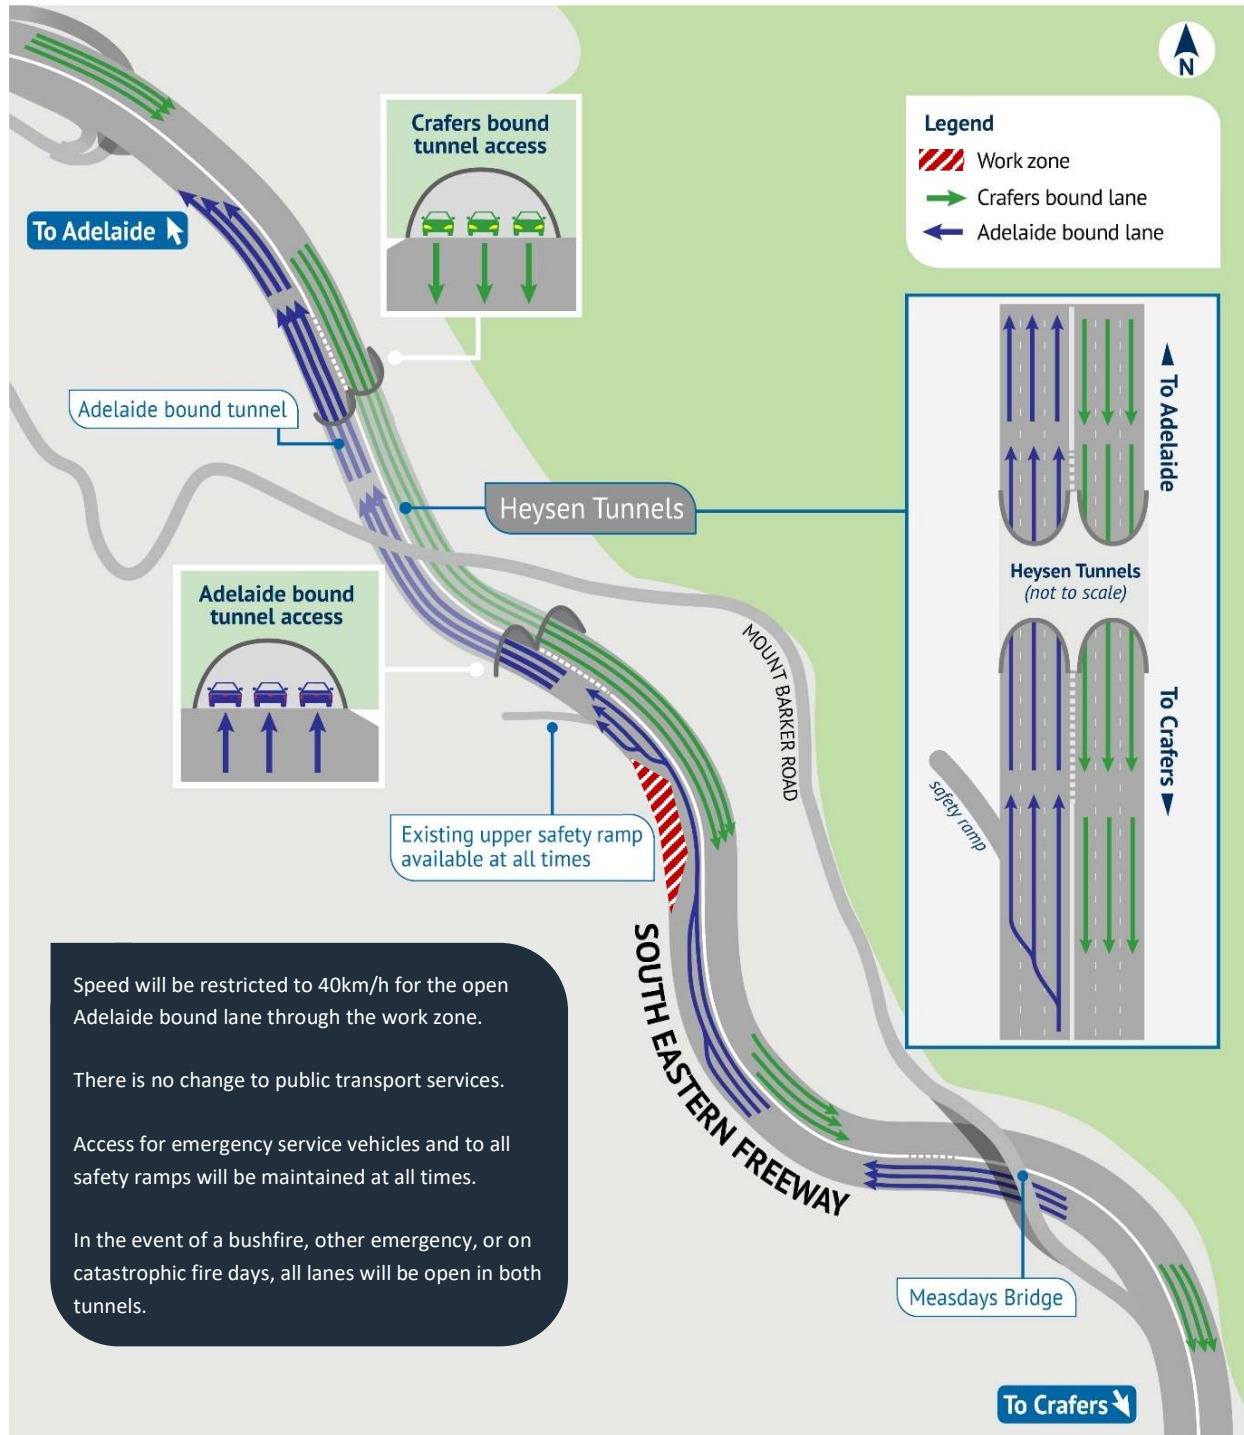 N
Legend
Work zone
Crafers bound lane
Adelaide bound lane
Crafers bound
tunnel access
To Adelaide
Adelaide bound tunnel
Heysen Tunnels
Adelaide bound
tunnel access
To Adelaide
Heysen Tunnels
(not to scale)
To Crafers
safety ramp
MOUNT BARKER ROAD
Existing upper safety ramp
available at all times
SOUTH EASTERN FREEWAY
Speed will be restricted to 40km/h for the open
Adelaide bound lane through the work zone.
There is no change to public transport services.
Access for emergency service vehicles and to all
safety ramps will be maintained at all times.
In the event of a bushfire, other emergency, or on
catastrophic fire days, all lanes will be open in both
tunnels.
Measdays Bridge
To Crafers